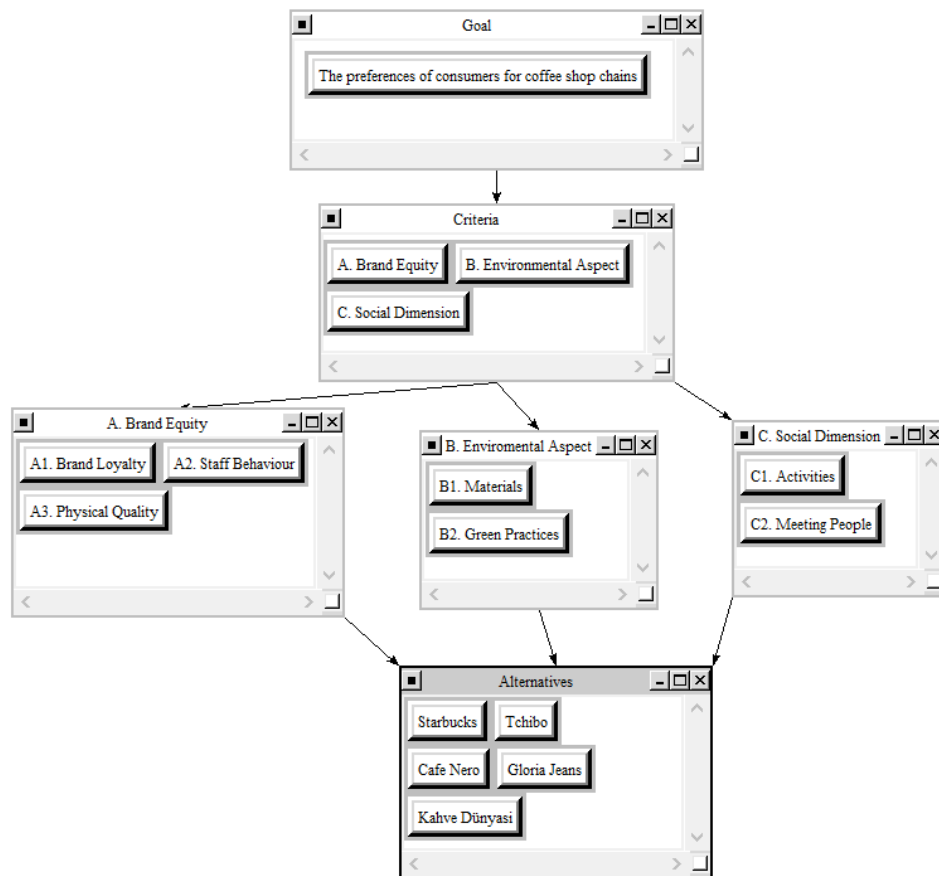 Goal
The preferences of consumers for coffee shop chains
Criteria
A. Brand Equity
B. Environmental Aspect
C. Social Dimension
A. Brand Equity
A1. Brand Loyalty
A2. Staff Behaviour
A3. Physical Quality
B. Enviromental Aspect
B1. Materials
B2. Green Practices
C. Social Dimension
C1. Activities
C2. Meeting People
Alternatives
Starbucks
Tchibo
Cafe Nero
Gloria Jeans
Kahve Dünyasi